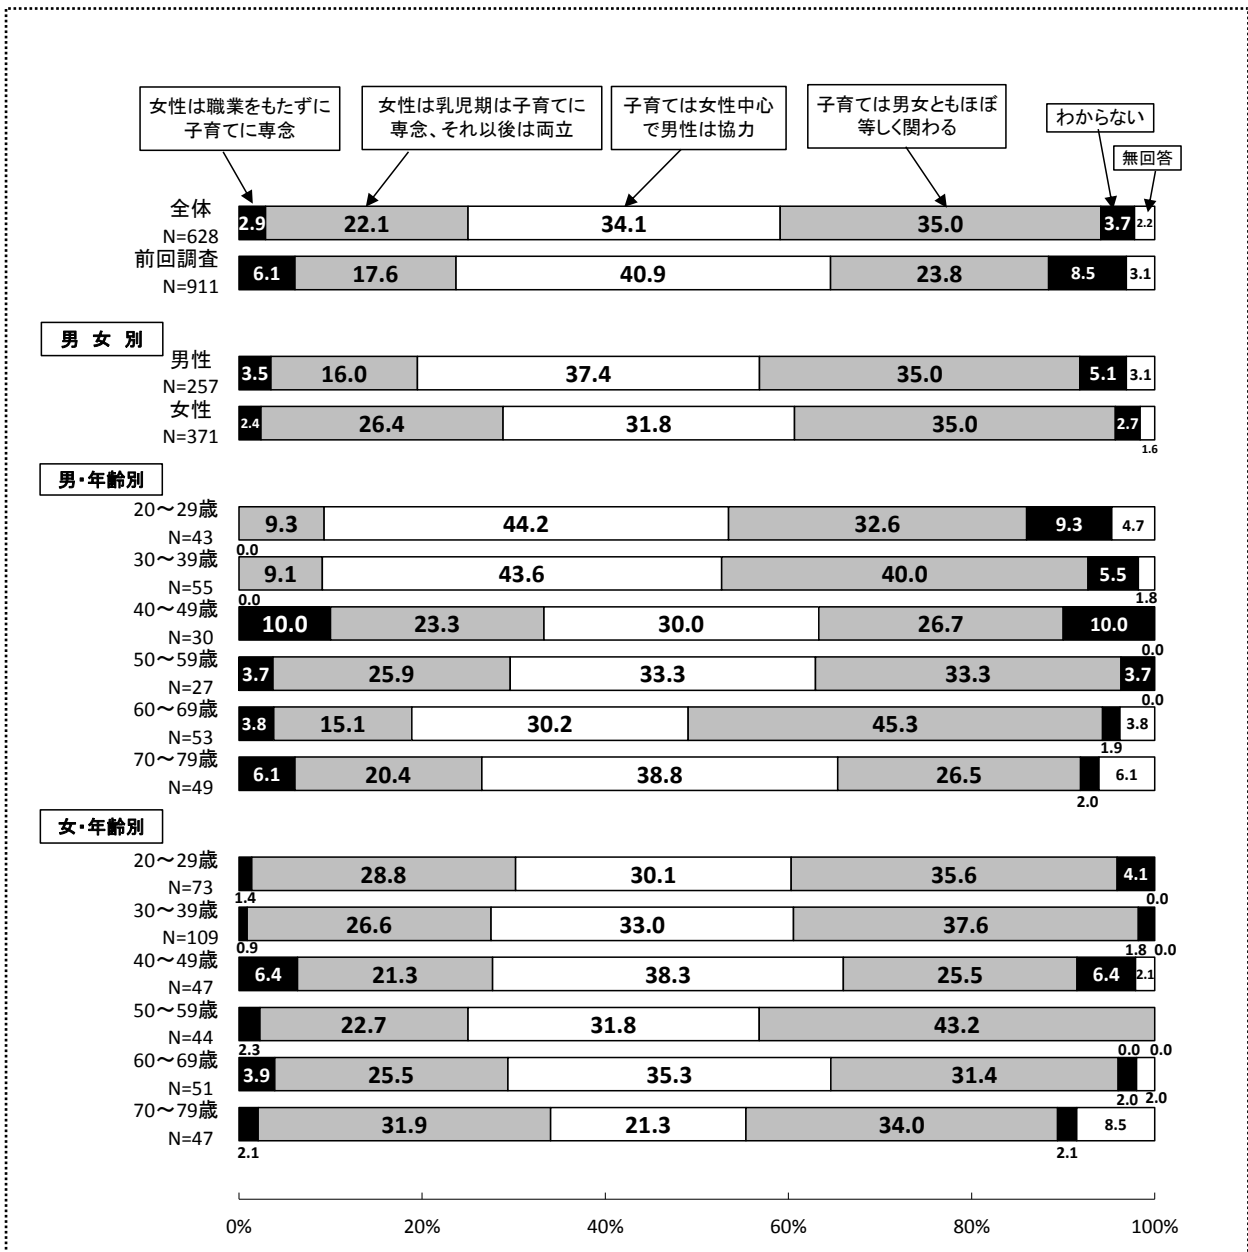 女性は職業をもたずに
子育てに専念
女性は乳児期は子育てに
専念、それ以後は両立
子育ては女性中心
で男性は協力
子育ては男女ともほぼ
等しく関わる
わからない
無回答
全体
N=628
2.9 22.1 34.1 35.0 3.7 2.2
前回調査
N=911
6.1 17.6 40.9 23.8 8.5 3.1
男 女 別
男性
N=257
3.5 16.0 37.4 35.0 5.1 3.1
女性
N=371
2.4 26.4 31.8 35.0 2.7
1.6
男・年齢別
20～29歳
N=43
9.3 44.2 32.6 9.3 4.7
0.0
30～39歳
N=55
9.1 43.6 40.0 5.5
0.0 1.8
40～49歳
N=30
10.0 23.3 30.0 26.7 10.0
0.0
50～59歳
N=27
3.7 25.9 33.3 33.3 3.7
0.0
60～69歳
N=53
3.8 15.1 30.2 45.3 3.8
1.9
70～79歳
N=49
6.1 20.4 38.8 26.5 6.1
2.0
女・年齢別
20～29歳
N=73
28.8 30.1 35.6 4.1
1.4 0.0
30～39歳
N=109
26.6 33.0 37.6
0.9 1.8 0.0
40～49歳
N=47
6.4 21.3 38.3 25.5 6.4 2.1
50～59歳
N=44
22.7 31.8 43.2
2.3 0.0 0.0
60～69歳
N=51
3.9 25.5 35.3 31.4
2.0 2.0
70～79歳
N=47
31.9 21.3 34.0 8.5
2.1 2.1
0% 20% 40% 60% 80% 100%